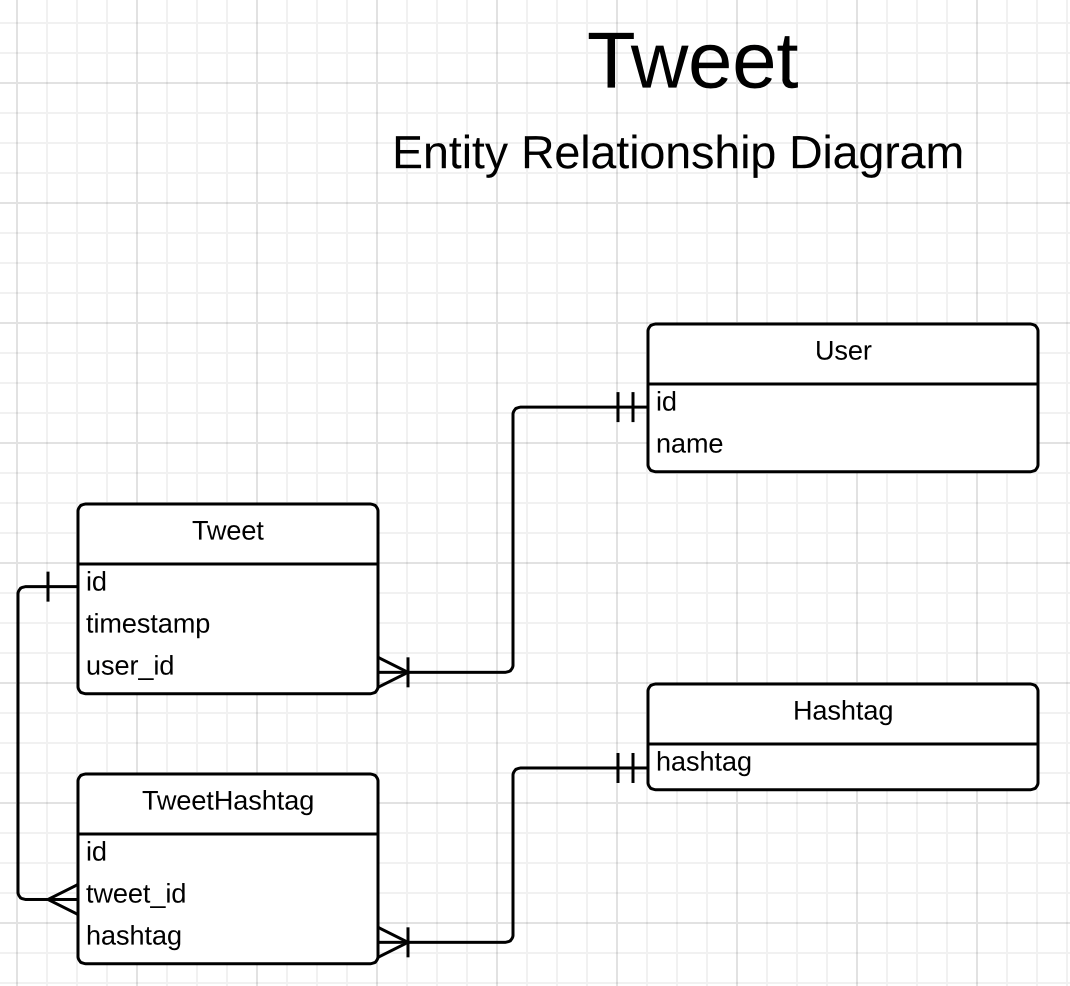 Tweet
Entity Relationship Diagram
User
id
name
Tweet
id
timestamp
user_id
Hashtag
hashtag
TweetHashtag
id
tweet_id
hashtag